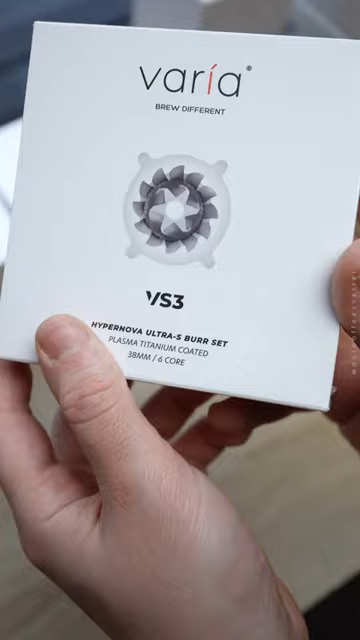 varía®
BREW DIFFERENT
VS3
HYPERNOVA ULTRA-S BURR SET
PLASMA TITANIUM COATED
38MM / 6 CORE